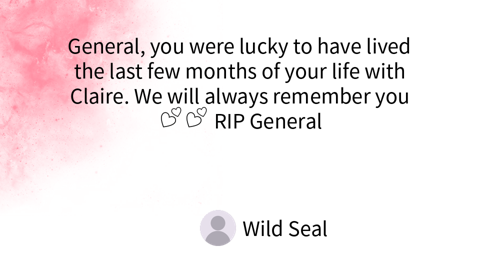 General, you were lucky to have lived
the last few months of your life with
Claire. We will always remember you
💕💕 RIP General
Wild Seal